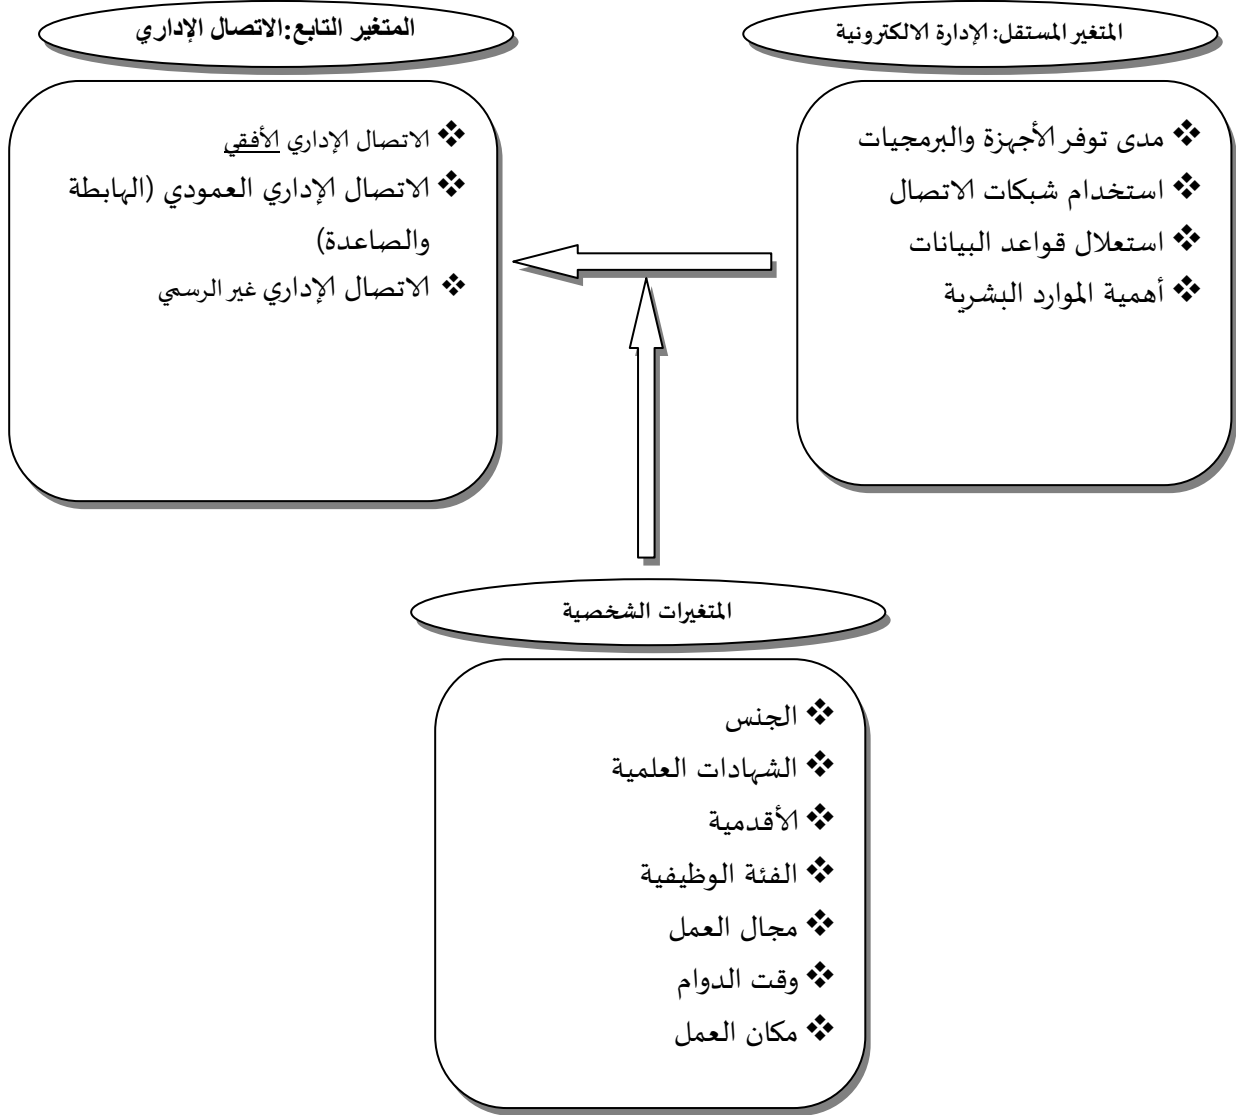 المتغير المستقل: الإدارة الالكترونية
❖ مدى توفر الأجهزة والبرمجيات
❖ استخدام شبكات الاتصال
❖ استعلال قواعد البيانات
❖ أهمية الموارد البشرية
المتغير التابع:الاتصال الإداري
❖ الاتصال الإداري الأفقي
❖ الاتصال الإداري العمودي (الهابطة
والصاعدة)
❖ الاتصال الإداري غير الرسمي
المتغيرات الشخصية
❖ الجنس
❖ الشهادات العلمية
❖ الأقدمية
❖ الفئة الوظيفية
❖ مجال العمل
❖ وقت الدوام
❖ مكان العمل